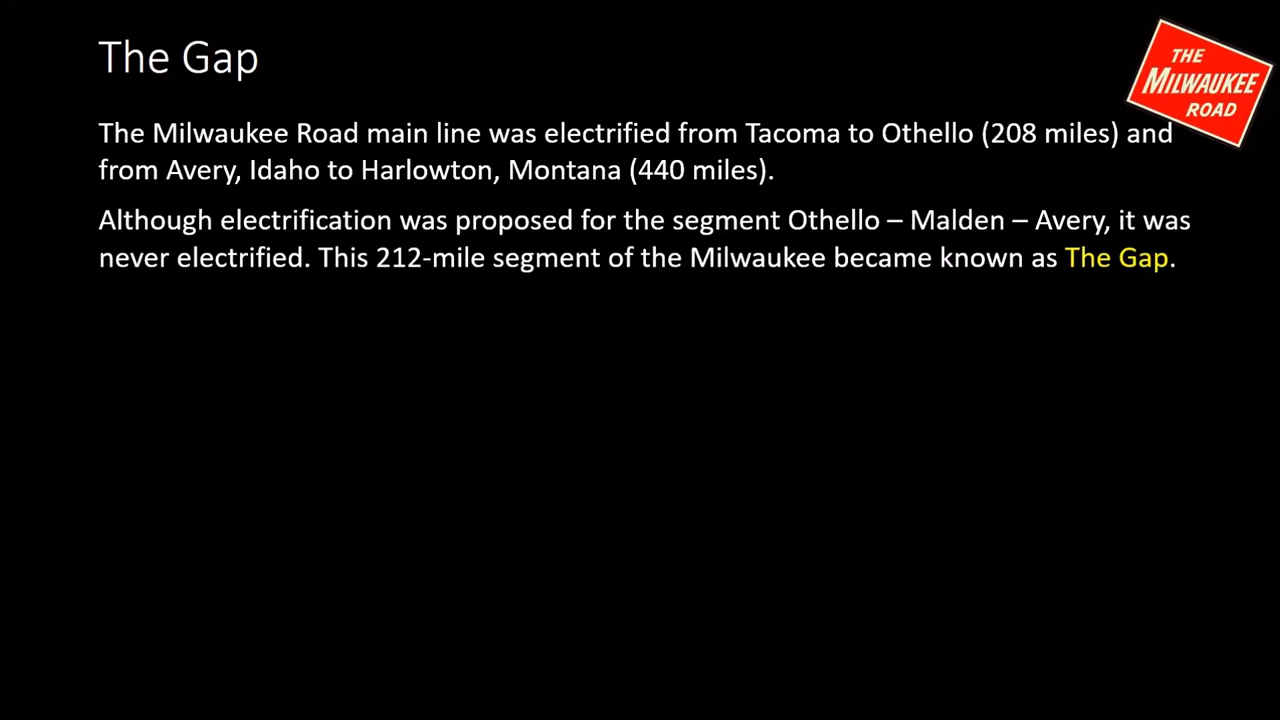 The Gap
THE
MILWAUKEE
ROAD
The Milwaukee Road main line was electrified from Tacoma to Othello (208 miles) and
from Avery, Idaho to Harlowton, Montana (440 miles).
Although electrification was proposed for the segment Othello – Malden – Avery, it was
never electrified. This 212-mile segment of the Milwaukee became known as The Gap.